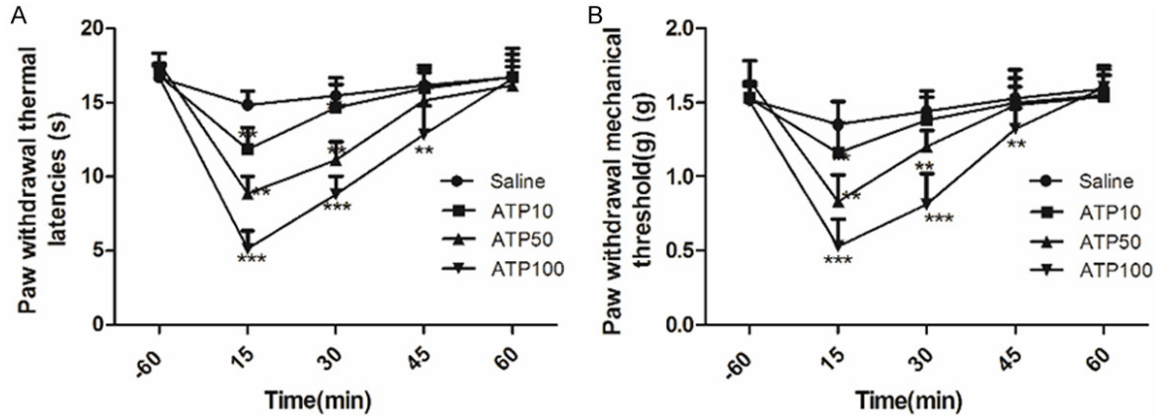 A
Paw withdrawal thermal
latencies (s)
20
15
10
5
0
**
**
**
**
***
***
**
Saline
ATP10
ATP50
ATP100
-60
15
30
45
60
Time(min)
B
Paw withdrawal mechanical
threshold(g) (g)
2.0
1.5
1.0
0.5
0.0
**
**
**
**
***
***
Saline
ATP10
ATP50
ATP100
-60
15
30
45
60
Time(min)